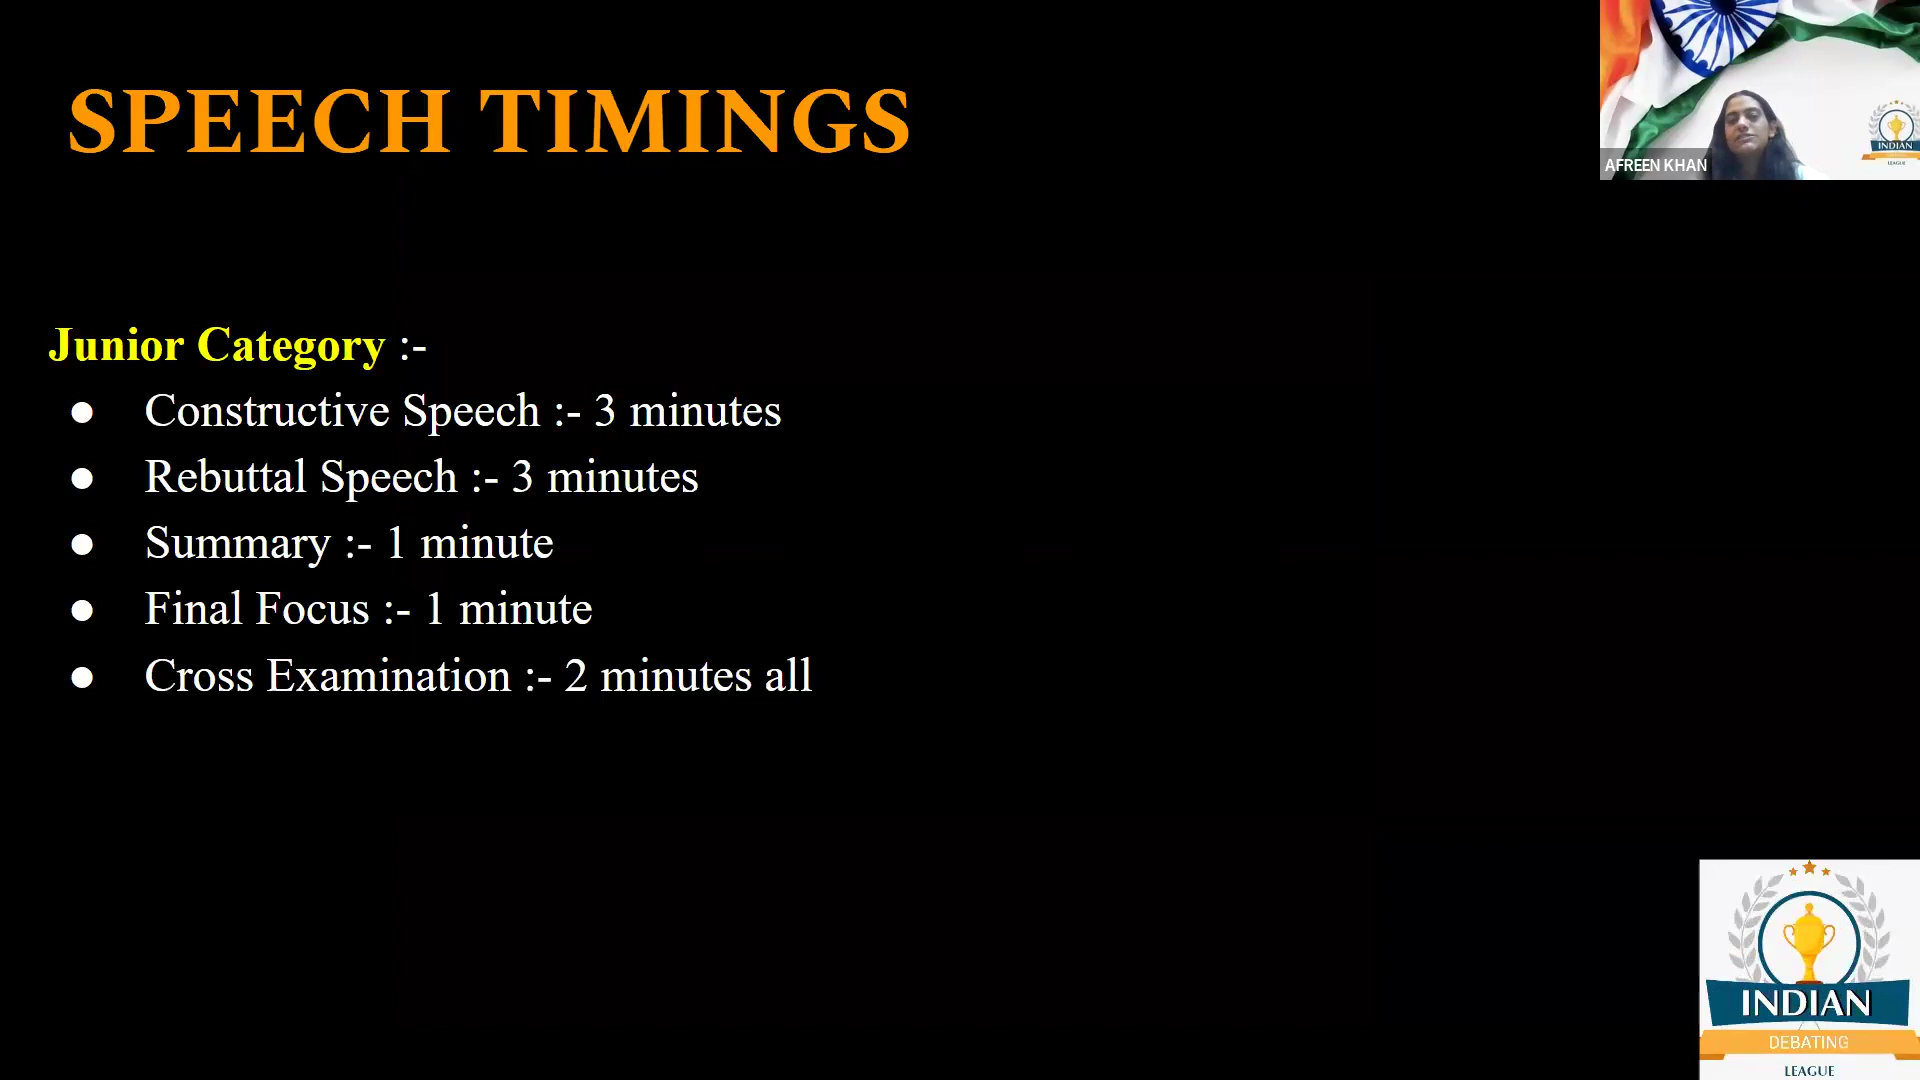 SPEECH TIMINGS
INDIAN
LEAGUE
AFREEN KHAN
Junior Category :-
● Constructive Speech :- 3 minutes
● Rebuttal Speech :- 3 minutes
● Summary :- 1 minute
● Final Focus :- 1 minute
● Cross Examination :- 2 minutes all
INDIAN
DEBATING
LEAGUE